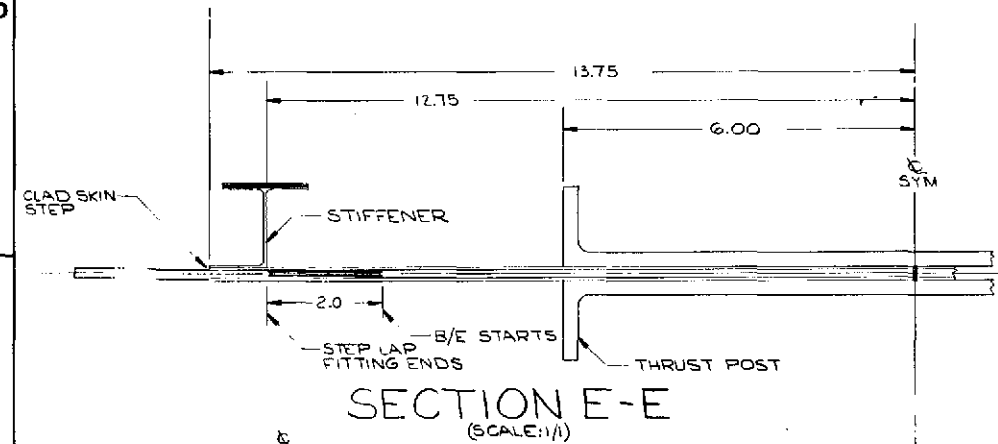 13.75
12.75
6.00
℄
SYM
CLAD SKIN
STEP
STIFFENER
2.0
B/E STARTS
STEP LAP
FITTING ENDS
THRUST POST
SECTION E-E
(SCALE:1/1)
℄